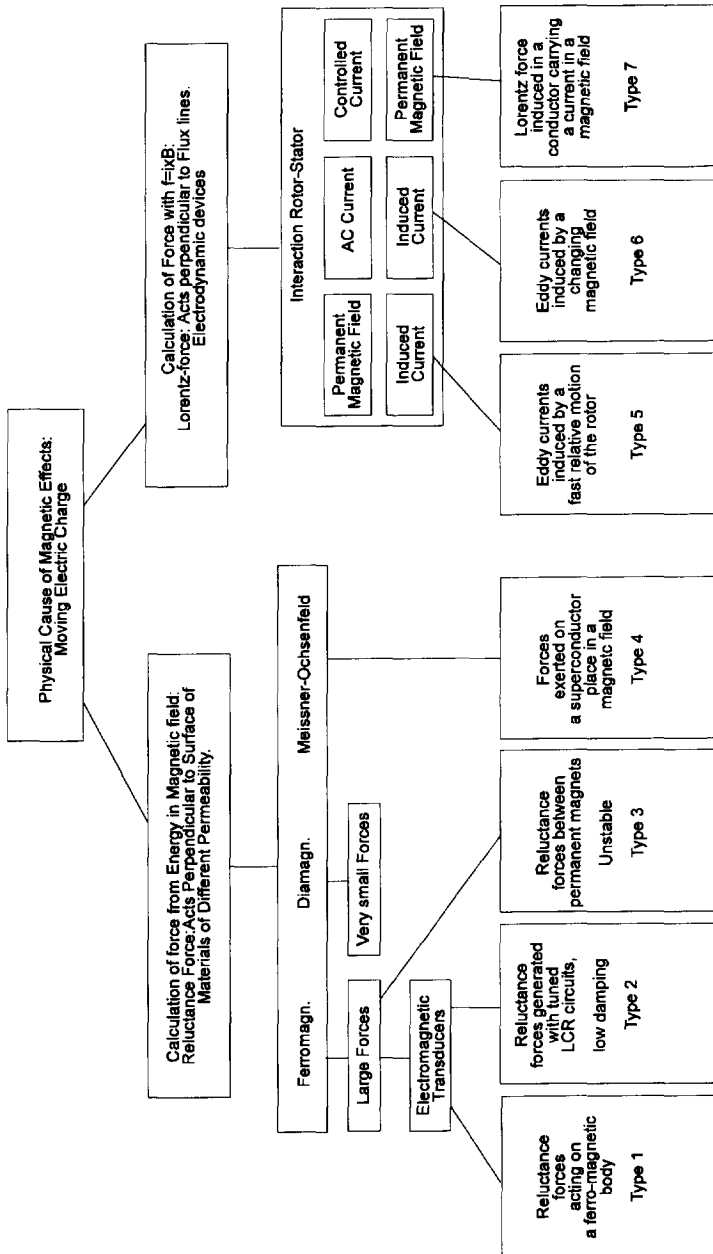 Physical Cause of Magnetic Effects:
Moving Electric Charge
Calculation of force from Energy in Magnetic field:
Reluctance Force:Acts Perpendicular to Surface of
Materials of Different Permeability.
Calculation of Force with f=ixB:
Lorentz-force: Acts perpendicular to Flux lines.
Electrodynamic devices
Ferromagn.
Diamagn.
Meissner-Ochsenfeld
Large Forces
Very small Forces
Electromagnetic
Transducers
Interaction Rotor-Stator
Permanent
Magnetic Field
AC Current
Controlled
Current
Induced
Current
Induced
Current
Permanent
Magnetic Field
Reluctance
forces
acting on
a ferro-magnetic
body
Type 1
Reluctance
forces generated
with tuned
LCR circuits,
low damping
Type 2
Reluctance
forces between
permanent magnets
Unstable
Type 3
Forces
exerted on
a superconductor
place in a
magnetc field
Type 4
Eddy currents
induced by a
fast relative motion
of the rotor
Type 5
Eddy currents
induced by a
changing
magnetic field
Type 6
Lorentz force
induced in a
conductor carrying
a current in a
magnetic field
Type 7